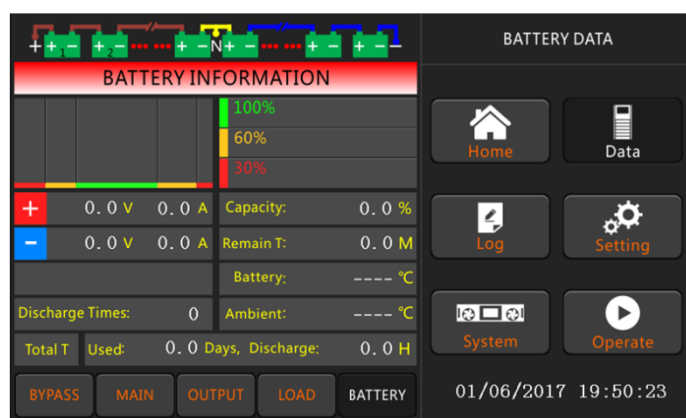 + + 1 - + 2 - + - N + - + - + - -
BATTERY INFORMATION
100%
60%
30%
+ 0.0 V 0.0 A
Capacity: 0.0 %
- 0.0 V 0.0 A
Remain T: 0.0 M
Battery: ---- ℃
Discharge Times: 0
Ambient: ---- ℃
Total T Used: 0.0 Days, Discharge: 0.0 H
BYPASS MAIN OUTPUT LOAD BATTERY
BATTERY DATA
Home Data
Log Setting
System Operate
01/06/2017 19:50:23